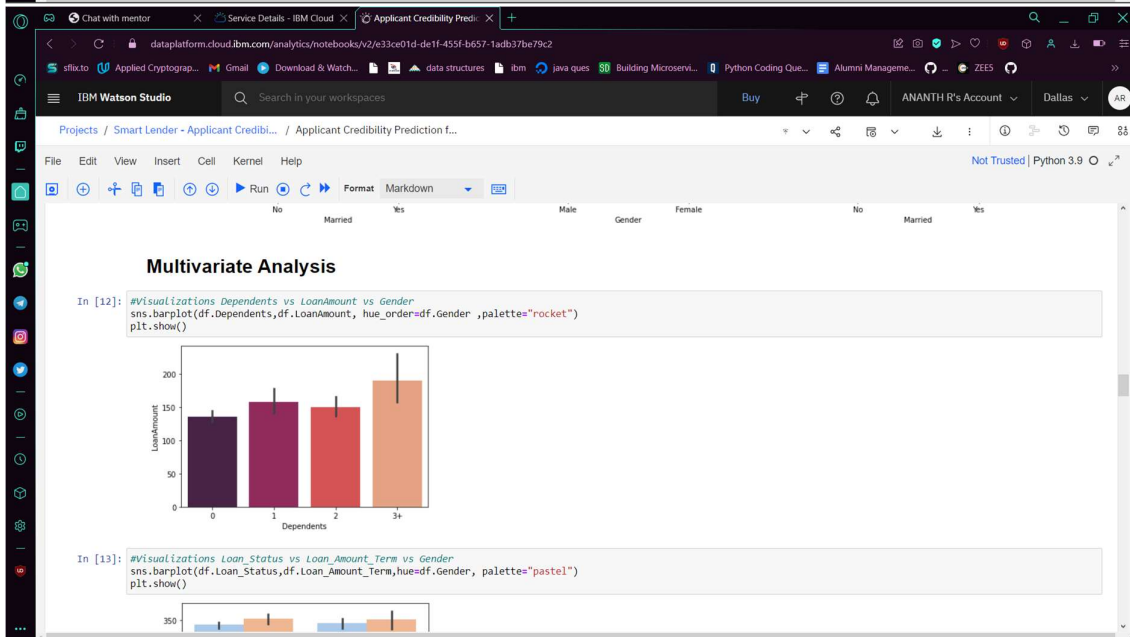 Chat with mentor
Service Details - IBM Cloud
Applicant Credibility Predic
dataplatform.cloud.ibm.com/analytics/notebooks/v2/e33ce01d-de1f-455f-b657-1adb37be79c2
sflix.to Applied Cryptograp... Gmail Download & Watch... data structures ibm java ques Building Microservi... Python Coding Que... Alumni Manageme... ZEE5
IBM Watson Studio Search in your workspaces Buy ANANTH R's Account Dallas AR
Projects / Smart Lender - Applicant Credibi... / Applicant Credibility Prediction f...
File Edit View Insert Cell Kernel Help Not Trusted | Python 3.9
Run Format Markdown
No Yes Male Female No Yes
Married Gender Married
Multivariate Analysis
In [12]: #Visualizations Dependents vs LoanAmount vs Gender
sns.barplot(df.Dependents,df.LoanAmount, hue_order=df.Gender ,palette="rocket")
plt.show()
200
150
100
50
0
LoanAmount
0 1 2 3+
Dependents
In [13]: #Visualizations Loan_Status vs Loan_Amount_Term vs Gender
sns.barplot(df.Loan_Status,df.Loan_Amount_Term,hue=df.Gender, palette="pastel")
plt.show()
350